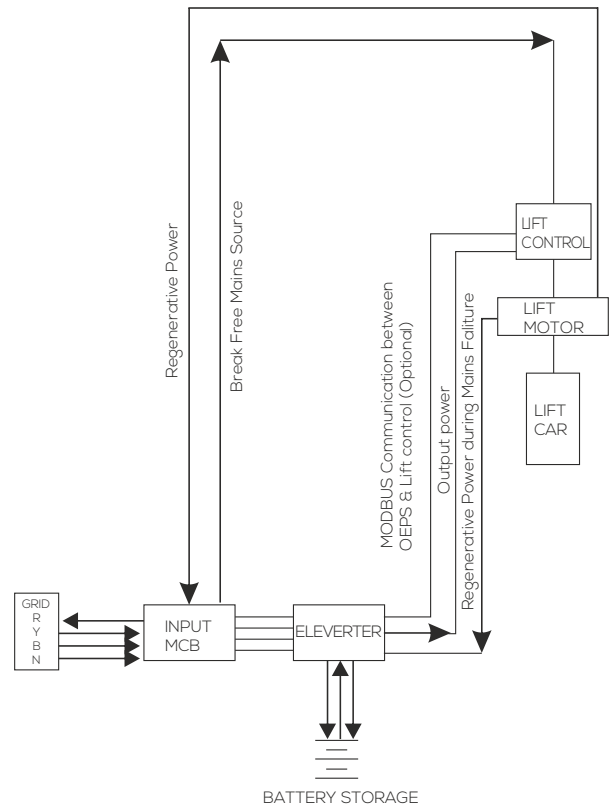 Regenerative Power
Break Free Mains Source
MODBUS Communication between
OEPS & Lift control (Optional)
Output power
Regenerative Power during Mains Faliture
LIFT
CONTROL
LIFT
MOTOR
LIFT
CAR
GRID
R
Y
B
N
INPUT
MCB
ELEVERTER
BATTERY STORAGE